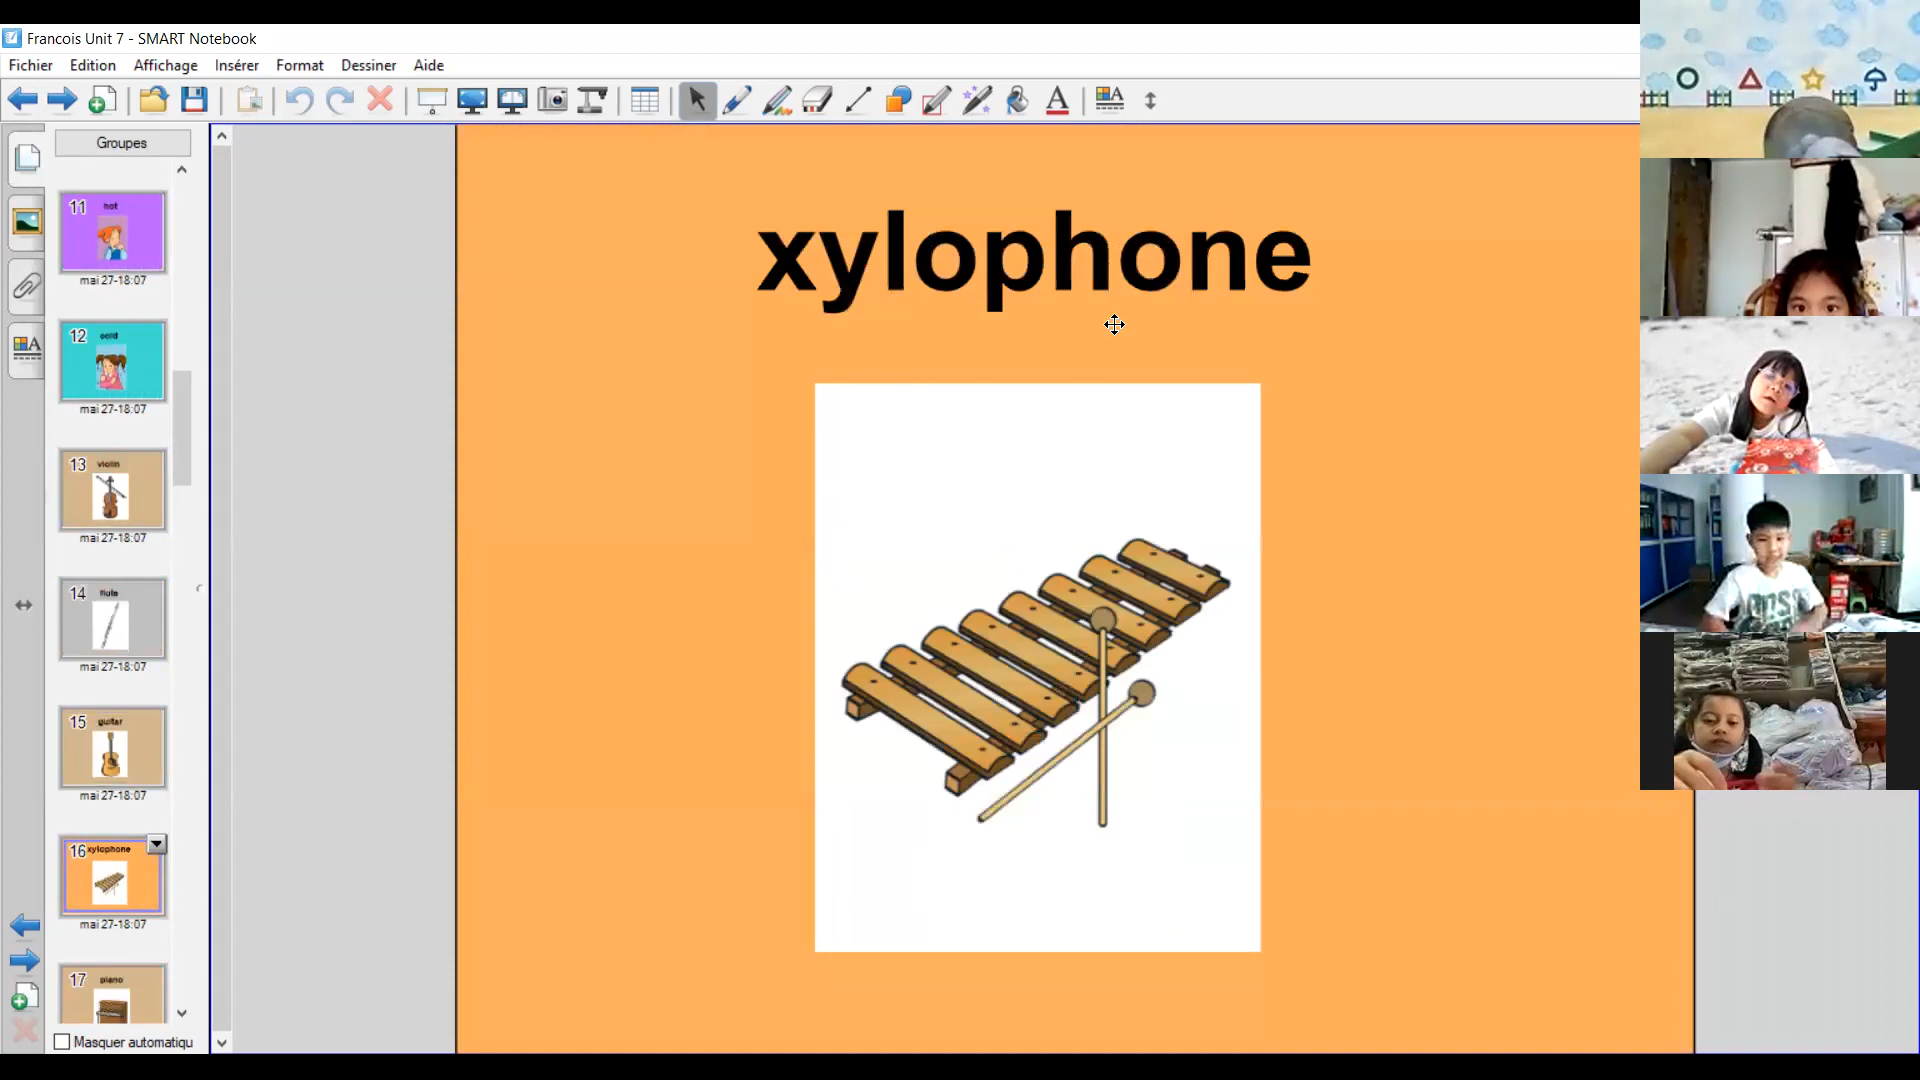 Francois Unit 7 - SMART Notebook
Fichier Edition Affichage Insérer Format Dessiner Aide
Groupes
11 hot
mai 27-18:07
12 cold
mai 27-18:07
13 violin
mai 27-18:07
14 flute
mai 27-18:07
15 guitar
mai 27-18:07
16 xylophone
mai 27-18:07
17 piano
Masquer automatiqu
xylophone